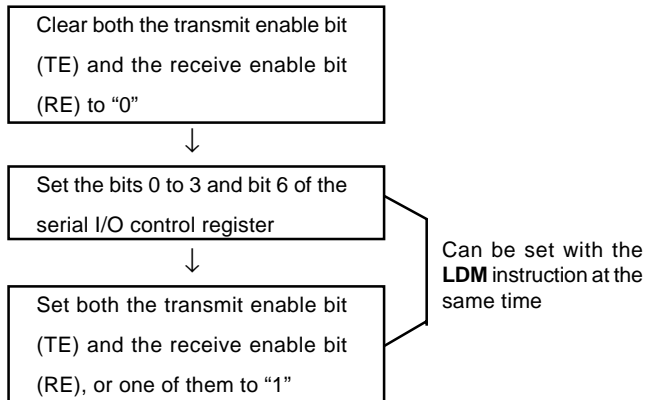 Clear both the transmit enable bit
(TE) and the receive enable bit
(RE) to “0”
↓
Set the bits 0 to 3 and bit 6 of the
serial I/O control register
↓
Set both the transmit enable bit
(TE) and the receive enable bit
(RE), or one of them to “1”
Can be set with the
LDM instruction at the
same time